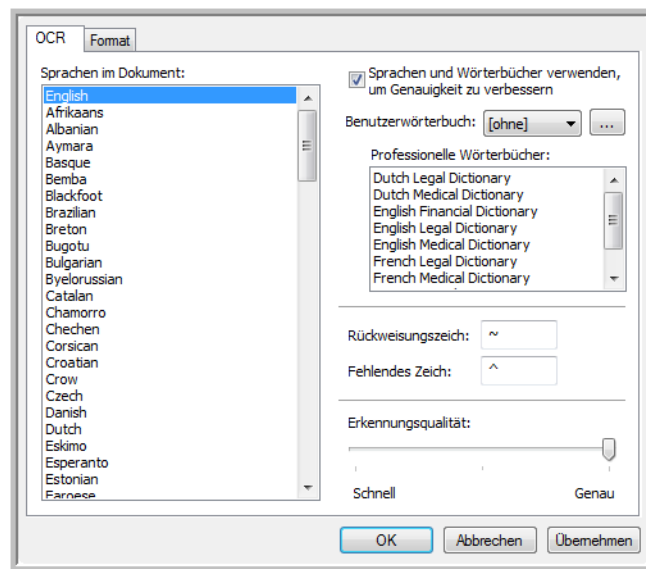 OCR
Format
Sprachen im Dokument:
English
Afrikaans
Albanian
Aymara
Basque
Bemba
Blackfoot
Brazilian
Breton
Bugotu
Bulgarian
Byelorussian
Catalan
Chamorro
Chechen
Corsican
Croatian
Crow
Czech
Danish
Dutch
Eskimo
Esperanto
Estonian
Faroese
Sprachen und Wörterbücher verwenden,
um Genauigkeit zu verbessern
Benutzerwörterbuch: [ohne] ...
Professionelle Wörterbücher:
Dutch Legal Dictionary
Dutch Medical Dictionary
English Financial Dictionary
English Legal Dictionary
English Medical Dictionary
French Legal Dictionary
French Medical Dictionary
Rückweisungszeich: ~
Fehlendes Zeich: ^
Erkennungsqualität:
Schnell Genau
OK Abbrechen Übernehmen